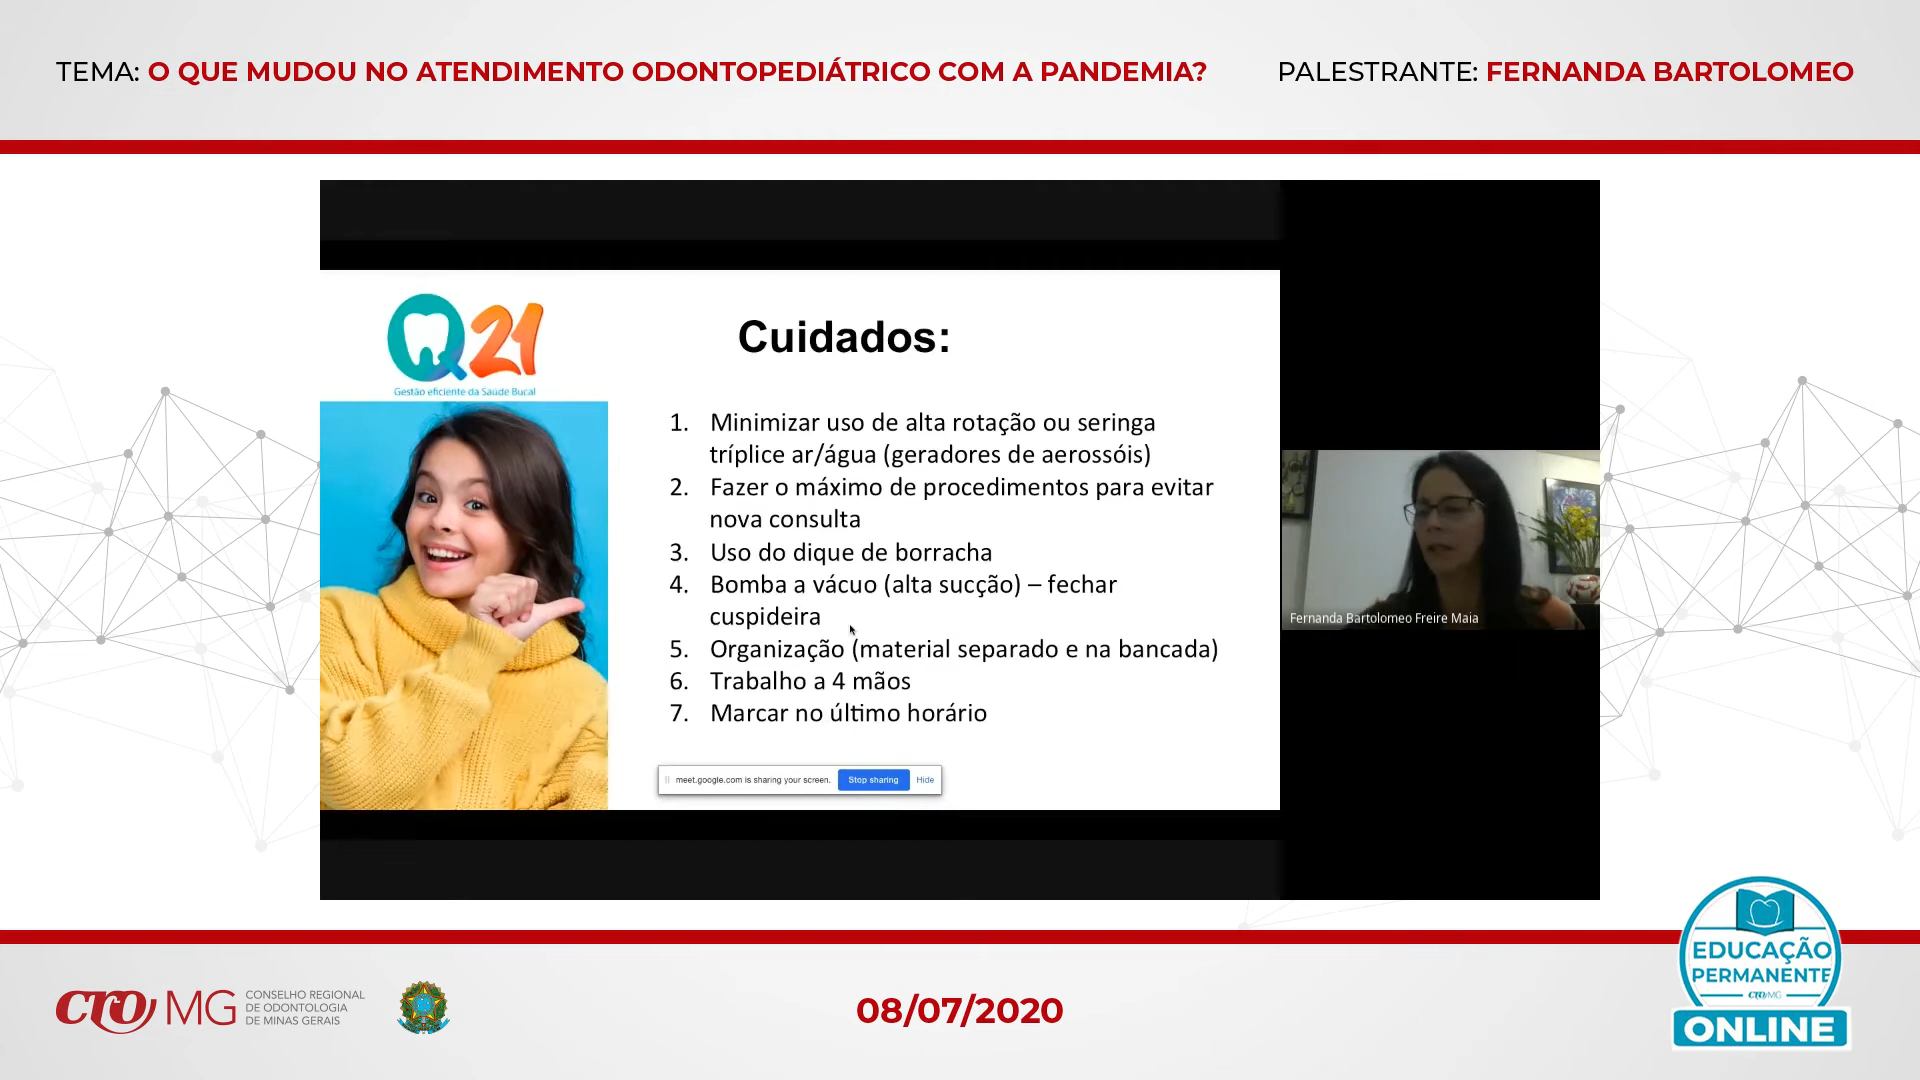 TEMA: O QUE MUDOU NO ATENDIMENTO ODONTOPEDIÁTRICO COM A PANDEMIA?
PALESTRANTE: FERNANDA BARTOLOMEO
Q21
Gestão eficiente da Saúde Bucal
Cuidados:
1. Minimizar uso de alta rotação ou seringa
tríplice ar/água (geradores de aerossóis)
2. Fazer o máximo de procedimentos para evitar
nova consulta
3. Uso do dique de borracha
4. Bomba a vácuo (alta sucção) – fechar
cuspideira
5. Organização (material separado e na bancada)
6. Trabalho a 4 mãos
7. Marcar no último horário
meet.google.com is sharing your screen. Stop sharing Hide
Fernanda Bartolomeo Freire Maia
CRO MG
CONSELHO REGIONAL
DE ODONTOLOGIA
DE MINAS GERAIS
08/07/2020
EDUCAÇÃO
PERMANENTE
CRO MG
ONLINE